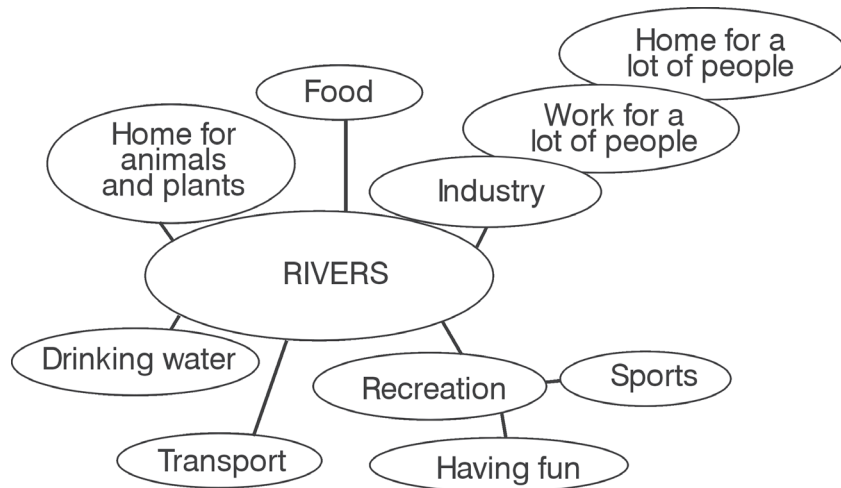 Home for a
lot of people
Food
Work for a
lot of people
Home for
animals
and plants
Industry
RIVERS
Drinking water
Recreation
Sports
Transport
Having fun